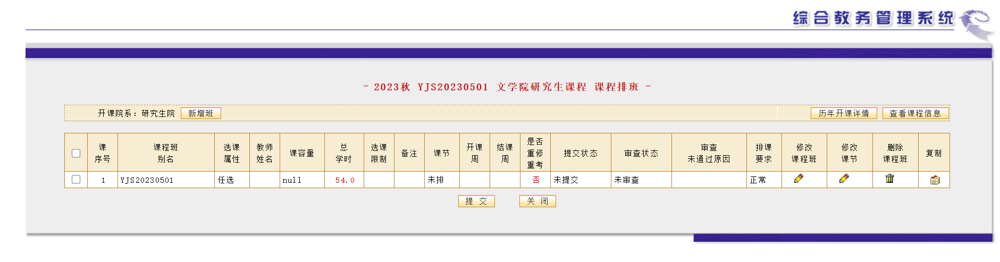 综合教务管理系统
- 2023秋 YJS20230501 文学院研究生课程 课程排班 -
开课院系：研究生院 新增班 历年开课详情 查看课程信息
课序号 课程班别名 选课属性 教师姓名 课容量 总学时 选课限制 备注 课节 开课周 结课周 是否重修重考 提交状态 审查状态 审查未通过原因 排课要求 修改课程班 修改课节 删除课程班 复制
1 YJS20230501 任选 null 54.0 未排 否 未提交 未审查 正常
提 交 关 闭